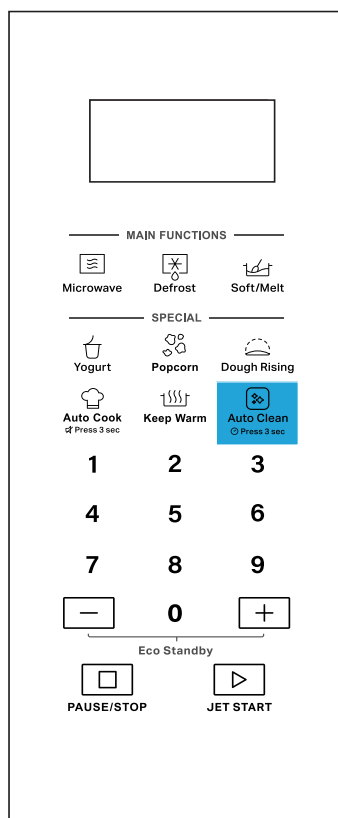 MAIN FUNCTIONS
Microwave Defrost Soft/Melt
SPECIAL
Yogurt Popcorn Dough Rising
Auto Cook Keep Warm Auto Clean
Press 3 sec Press 3 sec
1 2 3
4 5 6
7 8 9
− 0 +
Eco Standby
PAUSE/STOP JET START